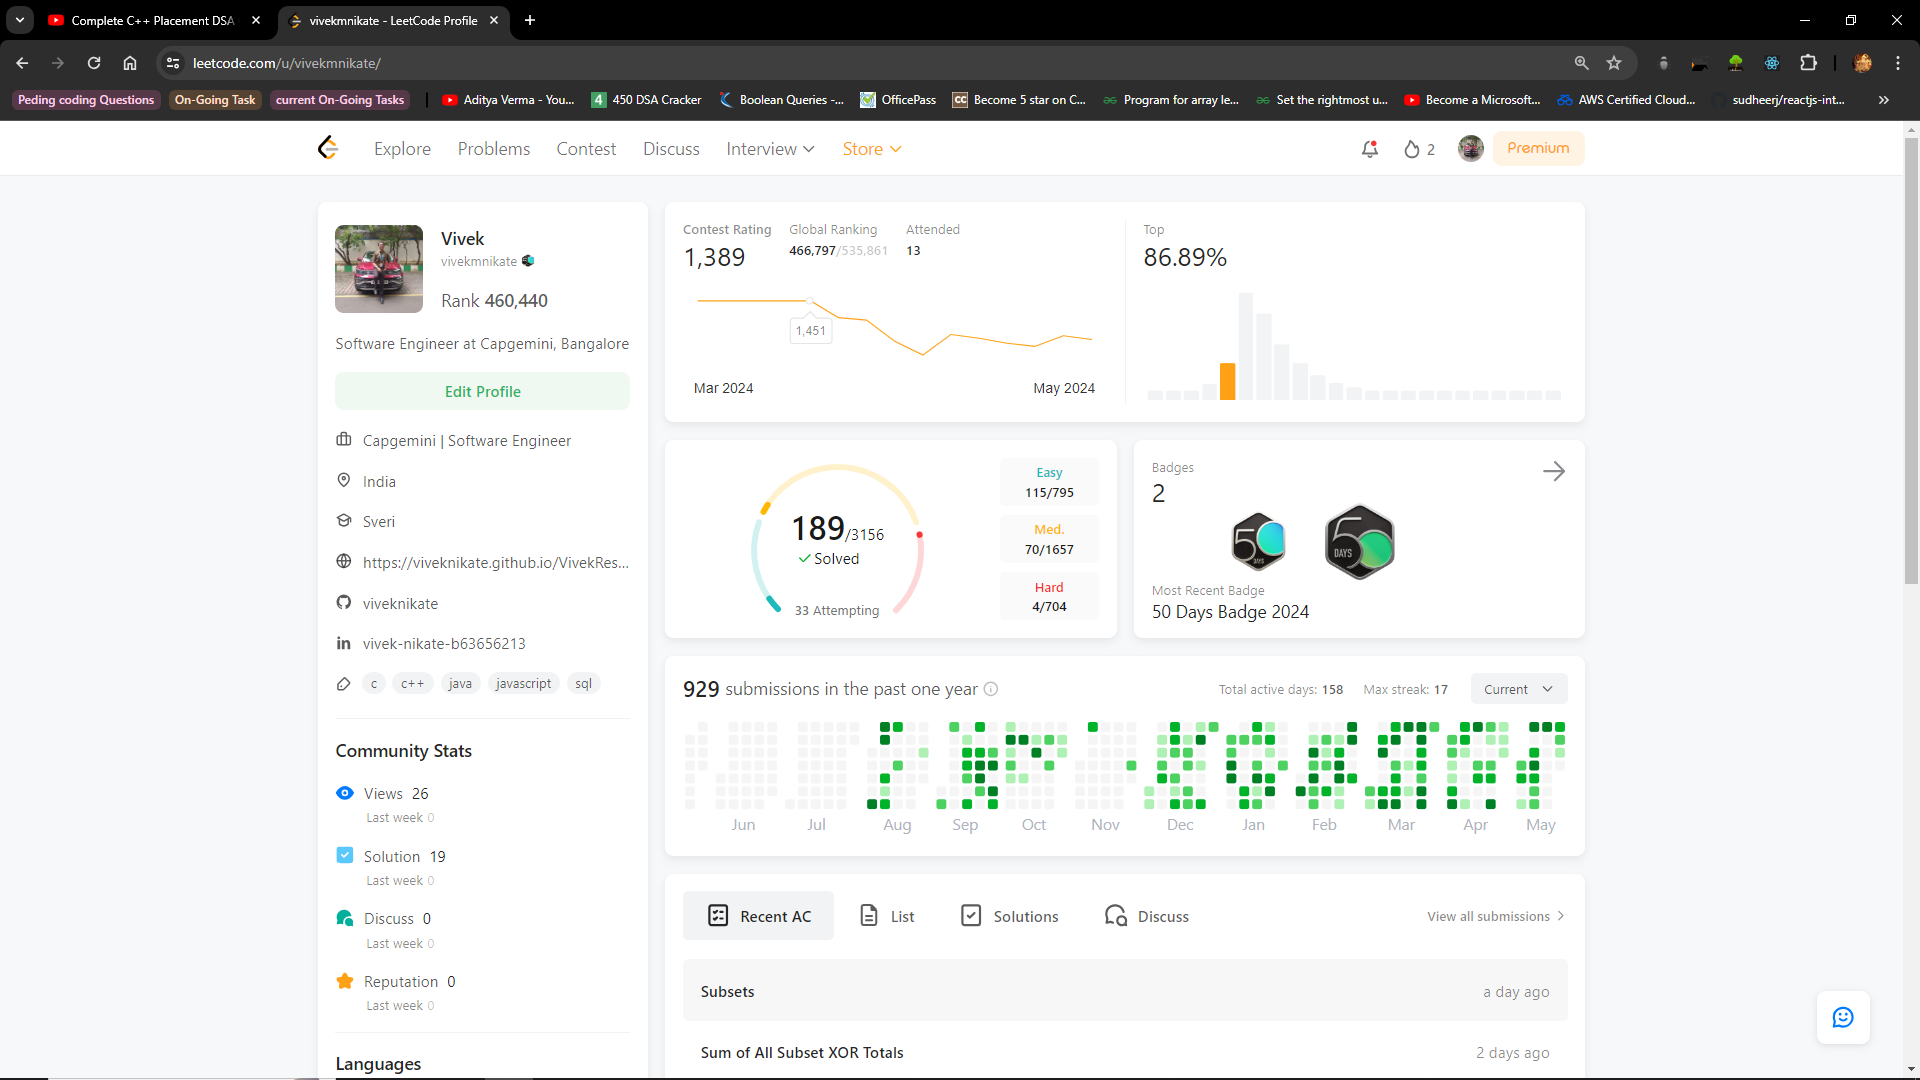 Complete C++ Placement DSA
vivekmnikate - LeetCode Profile
leetcode.com/u/vivekmnikate/
Peding coding Questions
On-Going Task
current On-Going Tasks
Aditya Verma - You...
450 DSA Cracker
Boolean Queries -...
OfficePass
Become 5 star on C...
Program for array le...
Set the rightmost u...
Become a Microsoft...
AWS Certified Cloud...
sudheerj/reactjs-int...
Explore Problems Contest Discuss Interview Store
2
Premium
Vivek
vivekmnikate
Rank 460,440
Software Engineer at Capgemini, Bangalore
Edit Profile
Capgemini | Software Engineer
India
Sveri
https://viveknikate.github.io/VivekRes...
viveknikate
vivek-nikate-b63656213
c c++ java javascript sql
Community Stats
Views 26
Last week 0
Solution 19
Last week 0
Discuss 0
Last week 0
Reputation 0
Last week 0
Languages
Contest Rating Global Ranking Attended
1,389 466,797/535,861 13
1,451
Mar 2024 May 2024
Top
86.89%
189/3156
Solved
33 Attempting
Easy
115/795
Med.
70/1657
Hard
4/704
Badges
2
50 DAYS
50 DAYS
Most Recent Badge
50 Days Badge 2024
929 submissions in the past one year
Total active days: 158 Max streak: 17 Current
Jun Jul Aug Sep Oct Nov Dec Jan Feb Mar Apr May
Recent AC List Solutions Discuss View all submissions
Subsets a day ago
Sum of All Subset XOR Totals 2 days ago